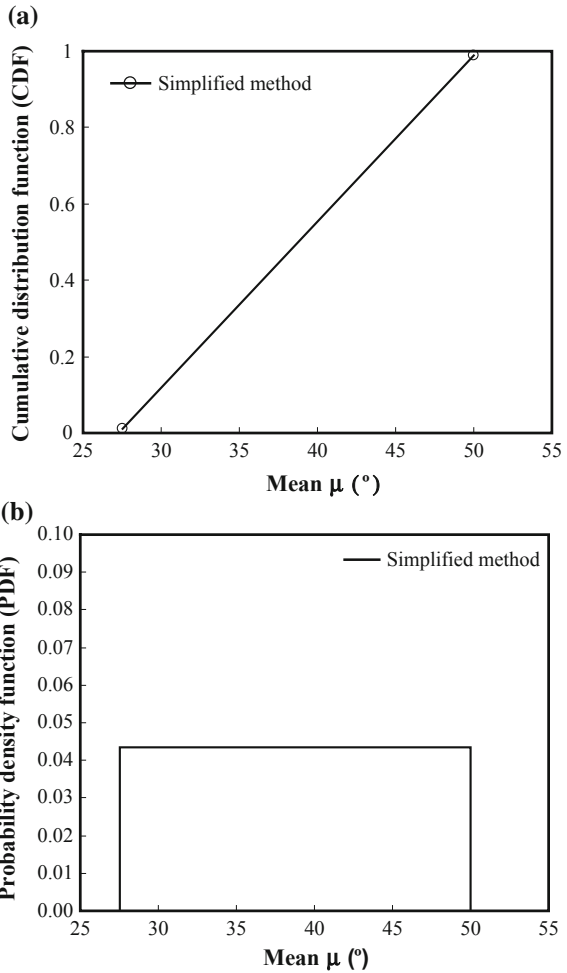 (a)
Cumulative distribution function (CDF)
1
0.8
0.6
0.4
0.2
0
Simplified method
25 30 35 40 45 50 55
Mean μ (°)
(b)
Probability density function (PDF)
0.10
0.09
0.08
0.07
0.06
0.05
0.04
0.03
0.02
0.01
0.00
Simplified method
25 30 35 40 45 50 55
Mean μ (°)